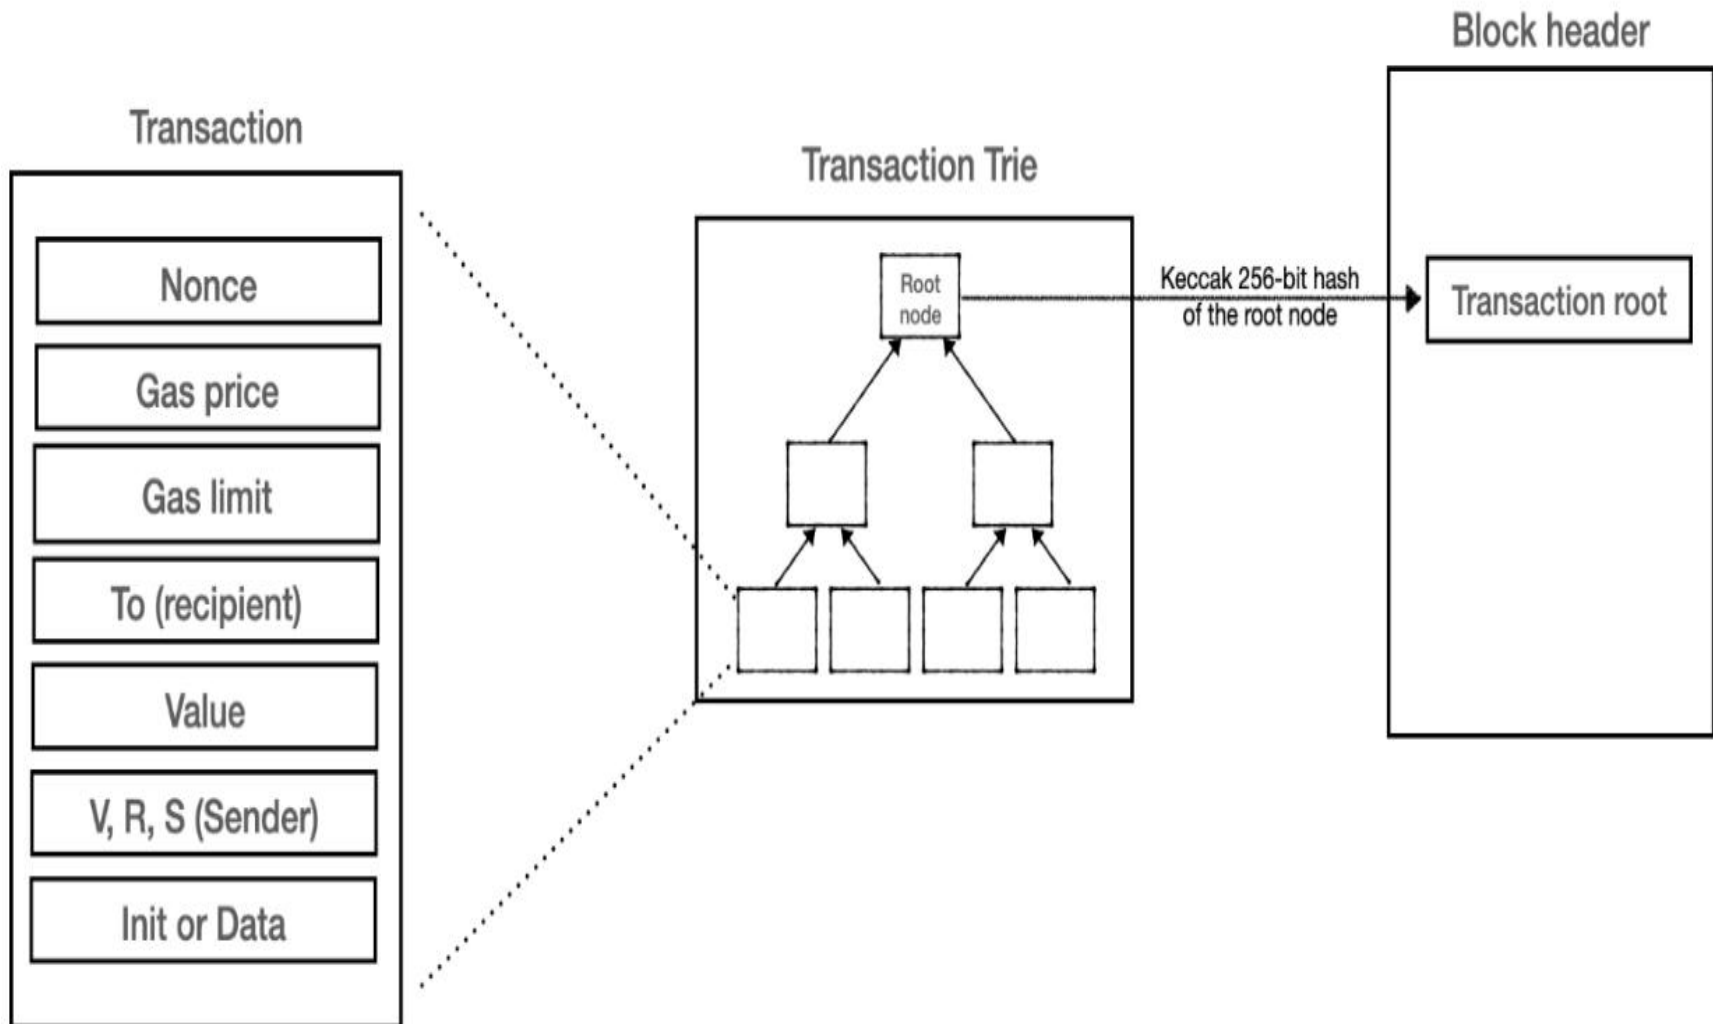 Block header
Transaction
Transaction Trie
Nonce
Gas price
Gas limit
To (recipient)
Value
V, R, S (Sender)
Init or Data
Root
node
Keccak 256-bit hash
of the root node
Transaction root